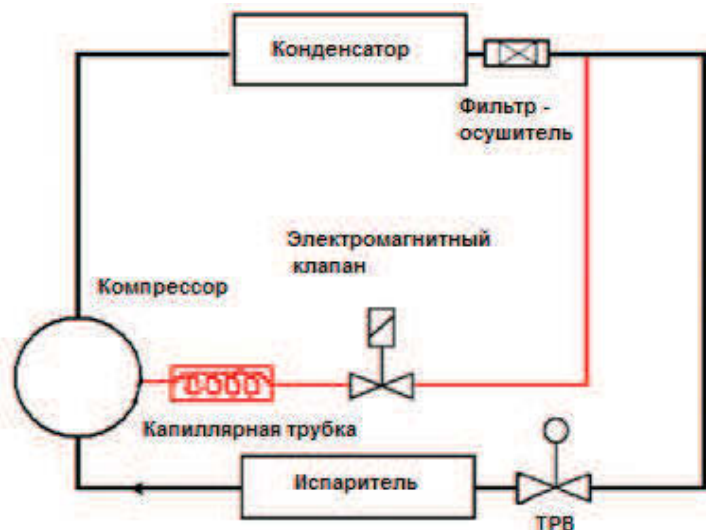 Конденсатор
Фильтр -
осушитель
Электромагнитный
клапан
Компрессор
Капиллярная трубка
Испаритель
ТРВ